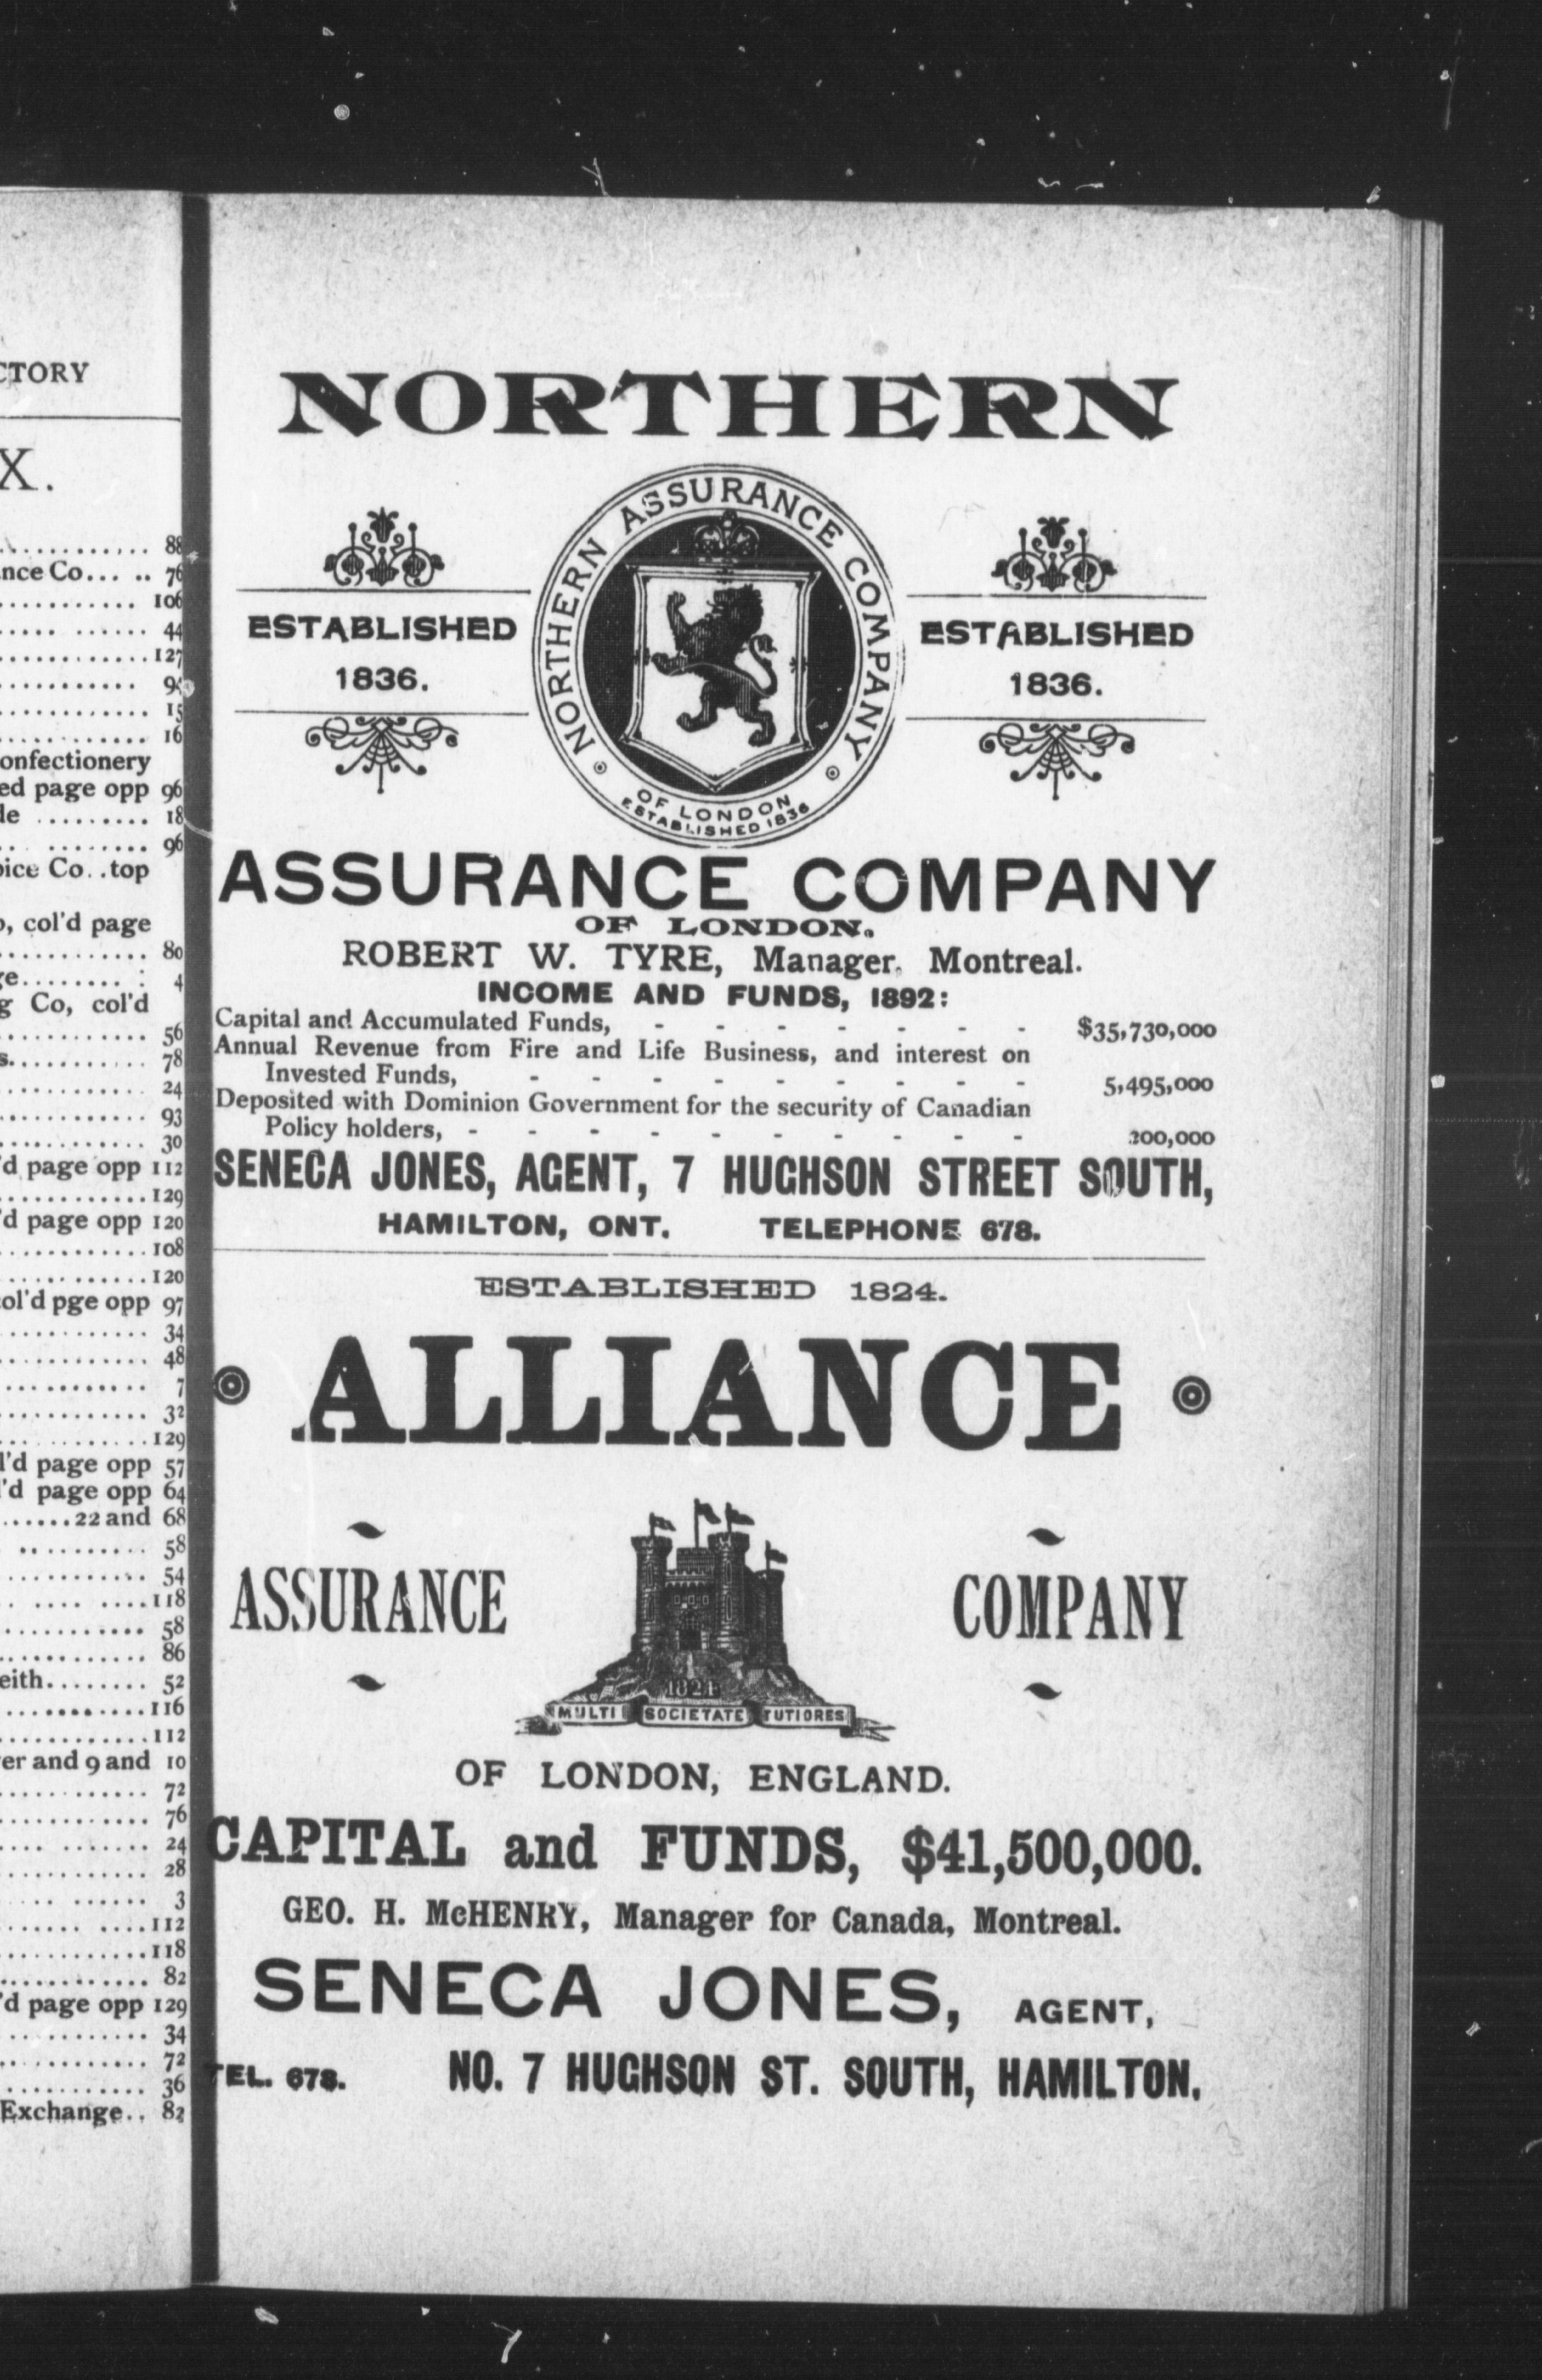 CTORY
X.
............ 88
nce Co... .. 76
........... 106
..... ...... 44
............127
...........
............ 15
............ 16
onfectionery
ed page opp 96
le ......... 18
.. ........ 96
ice Co. .top
, col'd page
............ 80
e........ : 4
g Co, col'd
............ 56
s........... 78
............ 24
............ 93
............ 30
'd page opp 112
............129
'd page opp 120
............108
............120
ol'd pge opp 97
............ 34
............ 48
............ 7
............ 32
............129
l'd page opp 57
'd page opp 64
......22 and 68
.......... 58
............ 54
.. .... ....118
............ 58
............ 86
eith........ 52
............116
............112
er and 9 and 10
............ 72
............ 76
.... ....... 24
............ 28
.... ...... 3
....... ....112
............118
............ 82
'd page opp 129
............ 34
............ 72
........... 36
Exchange.. 82
NORTHERN
NORTHERN ASSURANCE COMPANY
OF LONDON
ESTABLISHED 1836
ESTABLISHED
1836.
ESTABLISHED
1836.
ASSURANCE COMPANY
OF LONDON.
ROBERT W. TYRE, Manager, Montreal.
INCOME AND FUNDS, 1892:
Capital and Accumulated Funds, - - - - - - - $35,730,000
Annual Revenue from Fire and Life Business, and interest on
Invested Funds, - - - - - - - - - 5,495,000
Deposited with Dominion Government for the security of Canadian
Policy holders, - - - - - - - - - - 200,000
SENECA JONES, AGENT, 7 HUGHSON STREET SOUTH,
HAMILTON, ONT. TELEPHONE 678.
ESTABLISHED 1824.
ALLIANCE
ASSURANCE COMPANY
1824
MULTI SOCIETATE TUTIORES
OF LONDON, ENGLAND.
CAPITAL and FUNDS, $41,500,000.
GEO. H. McHENRY, Manager for Canada, Montreal.
SENECA JONES, AGENT,
TEL. 678. NO. 7 HUGHSON ST. SOUTH, HAMILTON.